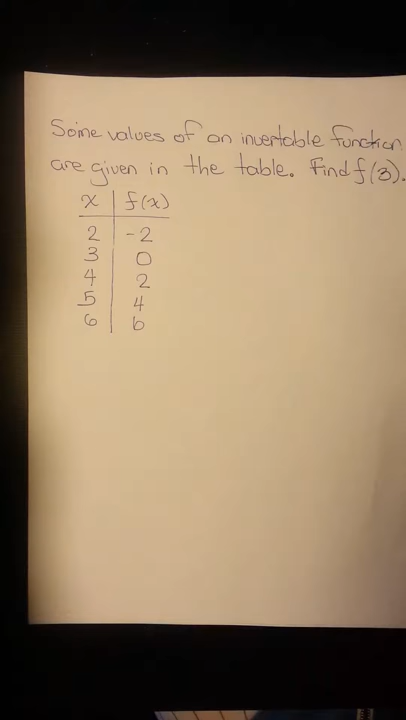 Some values of an invertable function
are given in the table. Find f(3).
x f(x)
2 -2
3 0
4 2
5 4
6 6